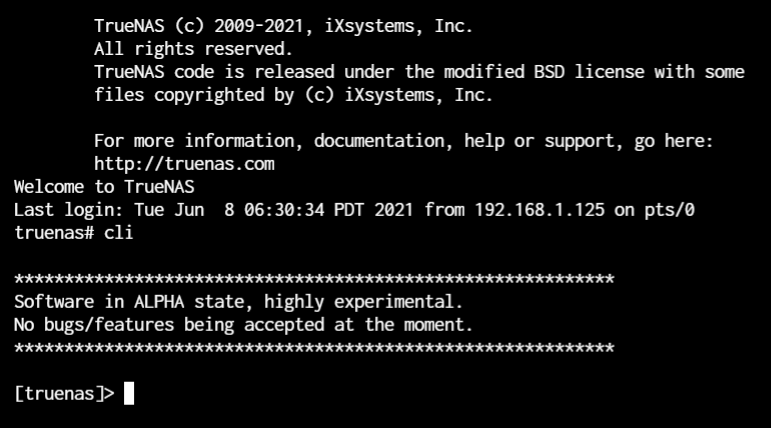 TrueNAS (c) 2009-2021, iXsystems, Inc.
All rights reserved.
TrueNAS code is released under the modified BSD license with some
files copyrighted by (c) iXsystems, Inc.
For more information, documentation, help or support, go here:
http://truenas.com
Welcome to TrueNAS
Last login: Tue Jun  8 06:30:34 PDT 2021 from 192.168.1.125 on pts/0
truenas# cli
************************************************************
Software in ALPHA state, highly experimental.
No bugs/features being accepted at the moment.
************************************************************
[truenas]>